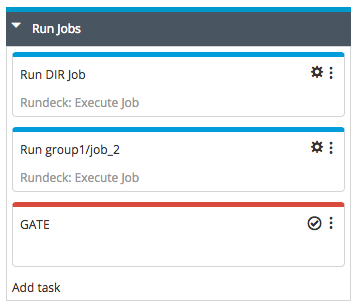 Run Jobs
Run DIR Job
Rundeck: Execute Job
Run group1/job_2
Rundeck: Execute Job
GATE
Add task